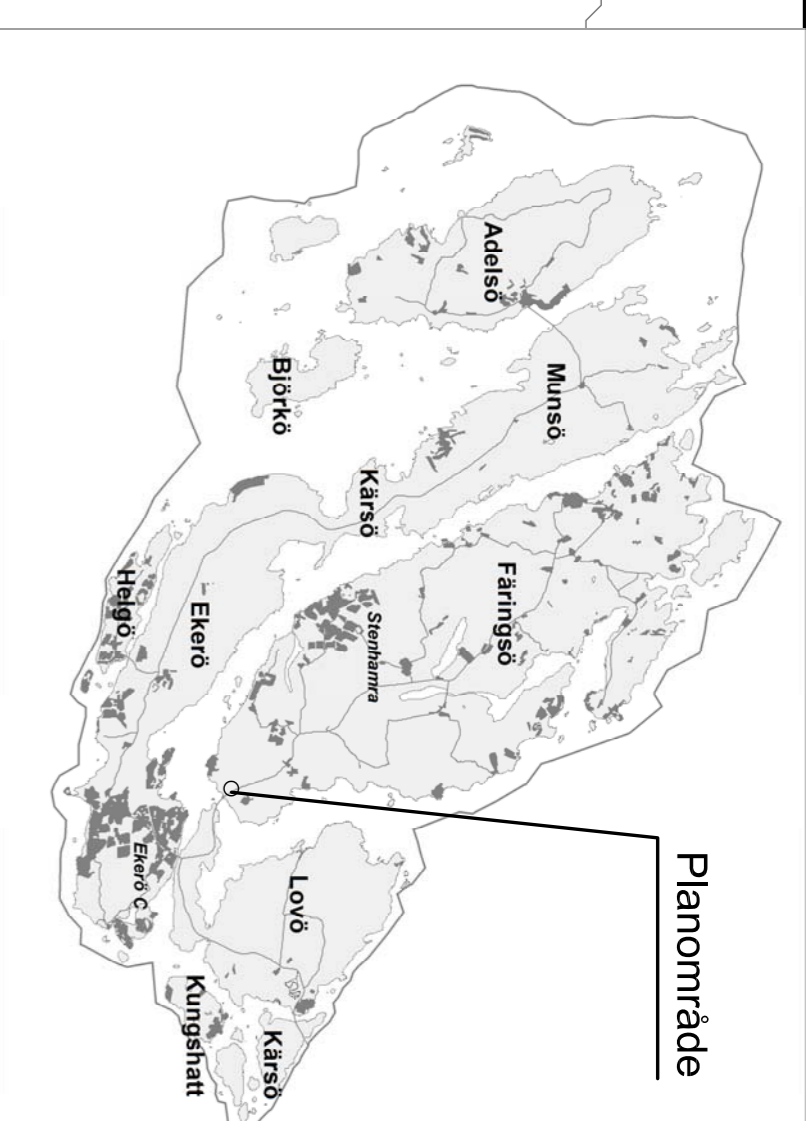 Planområde
Adelsö
Munsö
Björkö
Kärsö
Färingsö
Stenhamra
Ekerö
Helgö
Ekerö C
Lovö
Kungshatt
Kärsö